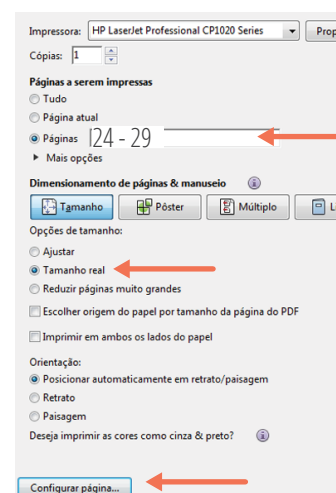 Impressora: HP LaserJet Professional CP1020 Series Prop
Cópias: 1
Páginas a serem impressas
Tudo
Página atual
Páginas 24 - 29
Mais opções
Dimensionamento de páginas & manuseio
Tamanho Pôster Múltiplo Li
Opções de tamanho:
Ajustar
Tamanho real
Reduzir páginas muito grandes
Escolher origem do papel por tamanho da página do PDF
Imprimir em ambos os lados do papel
Orientação:
Posicionar automaticamente em retrato/paisagem
Retrato
Paisagem
Deseja imprimir as cores como cinza & preto?
Configurar página...